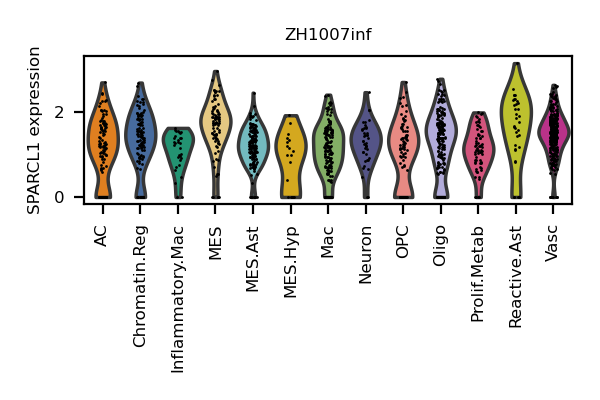 ZH1007inf
SPARCL1 expression
2
0
AC
Chromatin.Reg
Inflammatory.Mac
MES
MES.Ast
MES.Hyp
Mac
Neuron
OPC
Oligo
Prolif.Metab
Reactive.Ast
Vasc